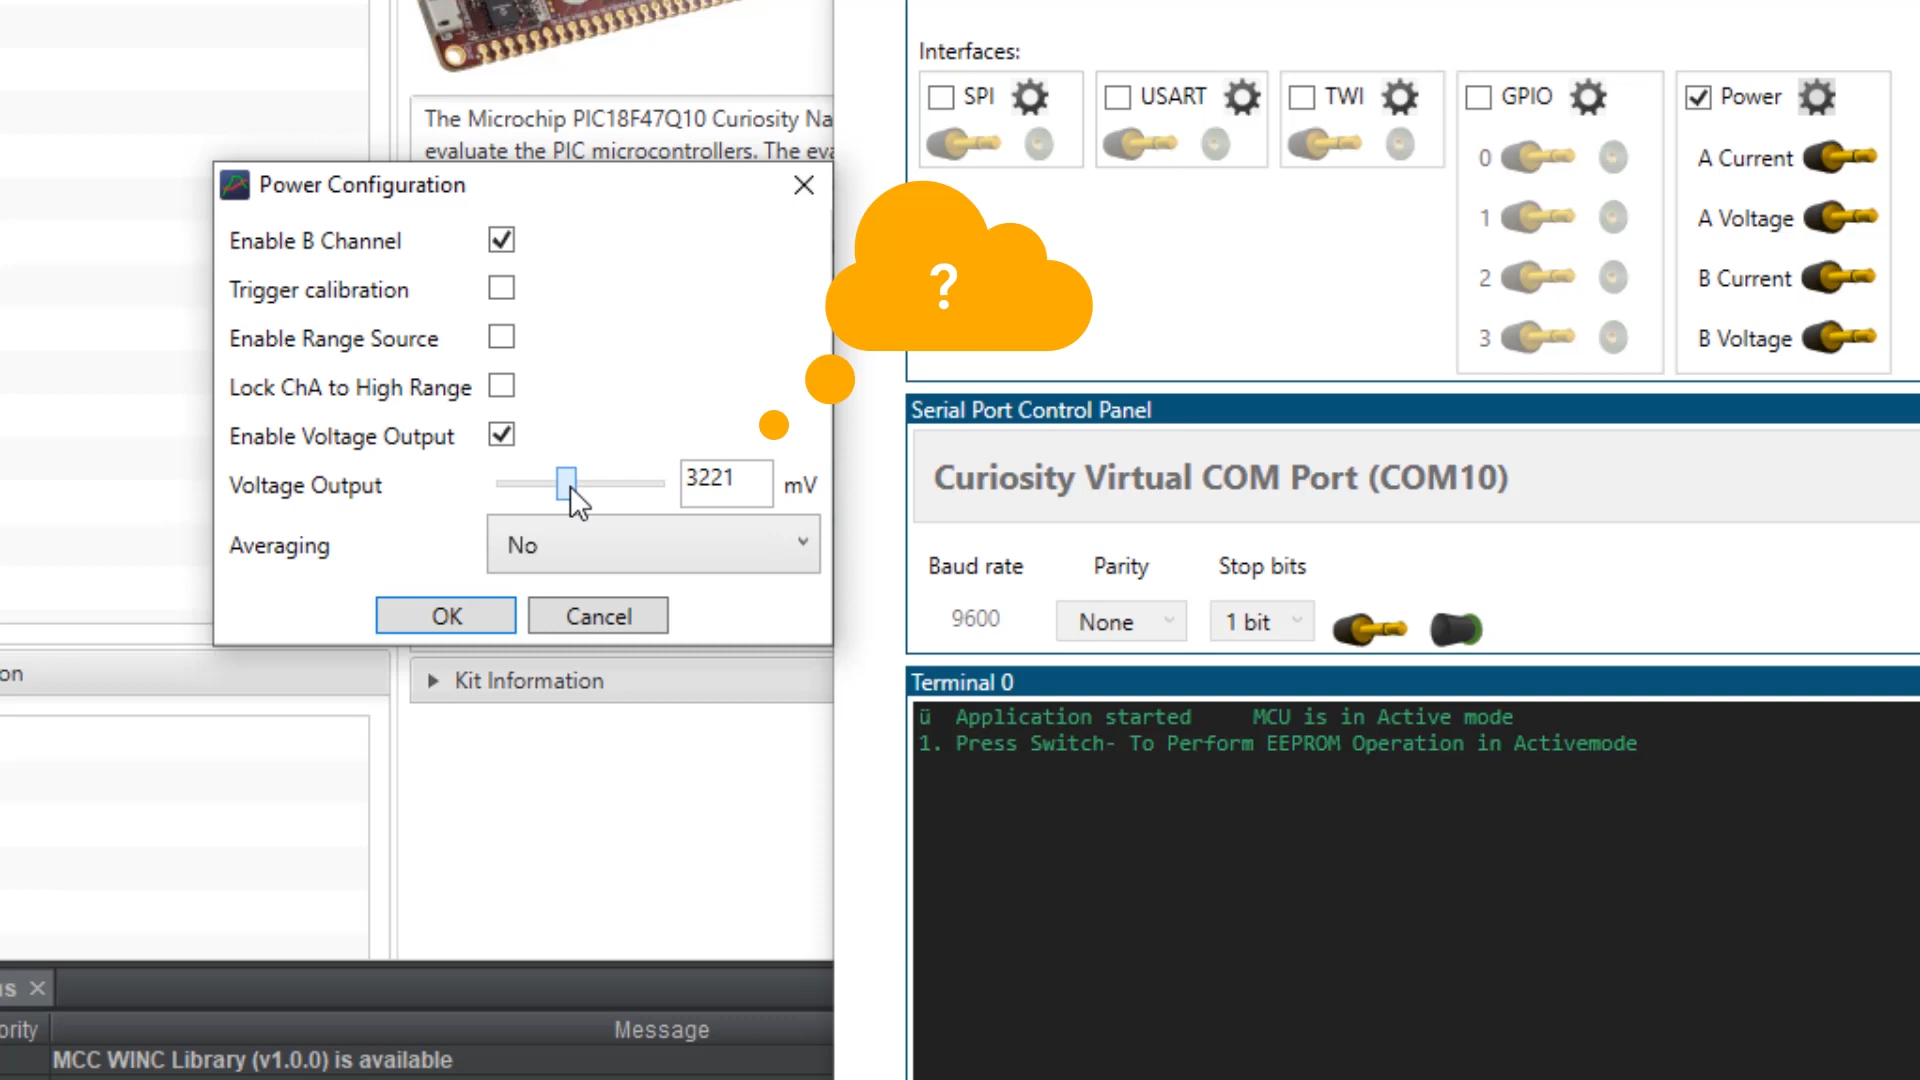 The Microchip PIC18F47Q10 Curiosity Na
evaluate the PIC microcontrollers. The eva
Power Configuration
Enable B Channel
Trigger calibration
Enable Range Source
Lock ChA to High Range
Enable Voltage Output
Voltage Output 3221 mV
Averaging No
OK Cancel
on
Kit Information
ns
ority Message
MCC WINC Library (v1.0.0) is available
?
Interfaces:
SPI USART TWI GPIO Power
0 A Current
1 A Voltage
2 B Current
3 B Voltage
Serial Port Control Panel
Curiosity Virtual COM Port (COM10)
Baud rate Parity Stop bits
9600 None 1 bit
Terminal 0
ü Application started MCU is in Active mode
1. Press Switch- To Perform EEPROM Operation in Activemode